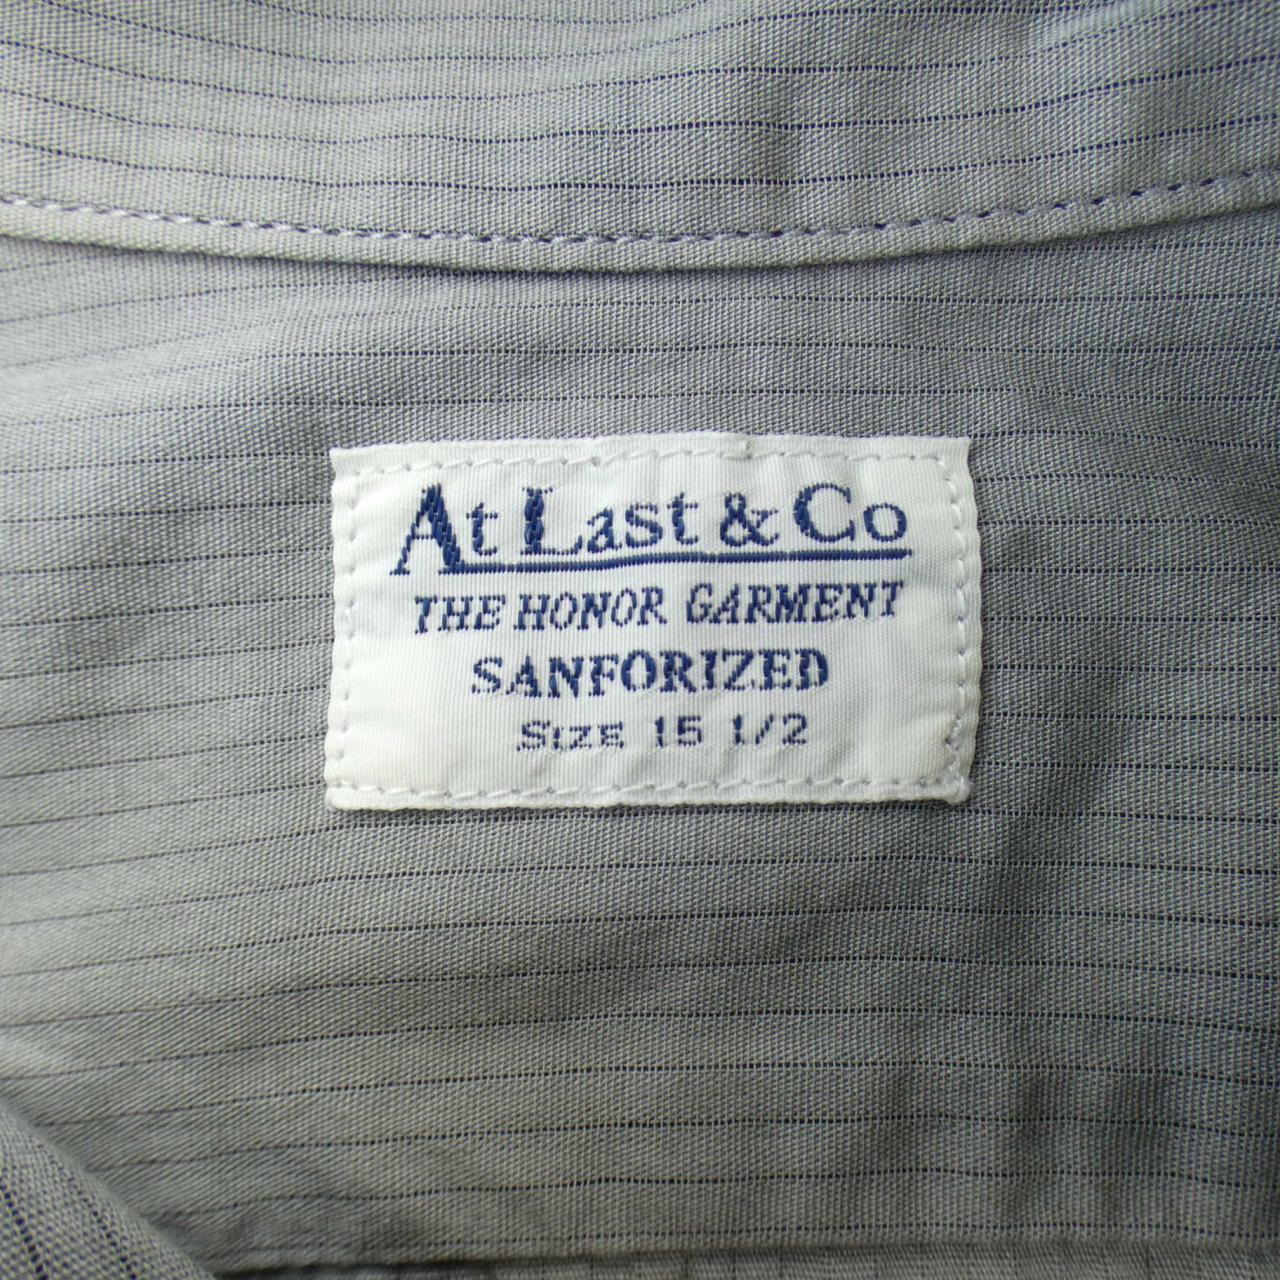 At Last & Co
THE HONOR GARMENT
SANFORIZED
SIZE 15 1/2